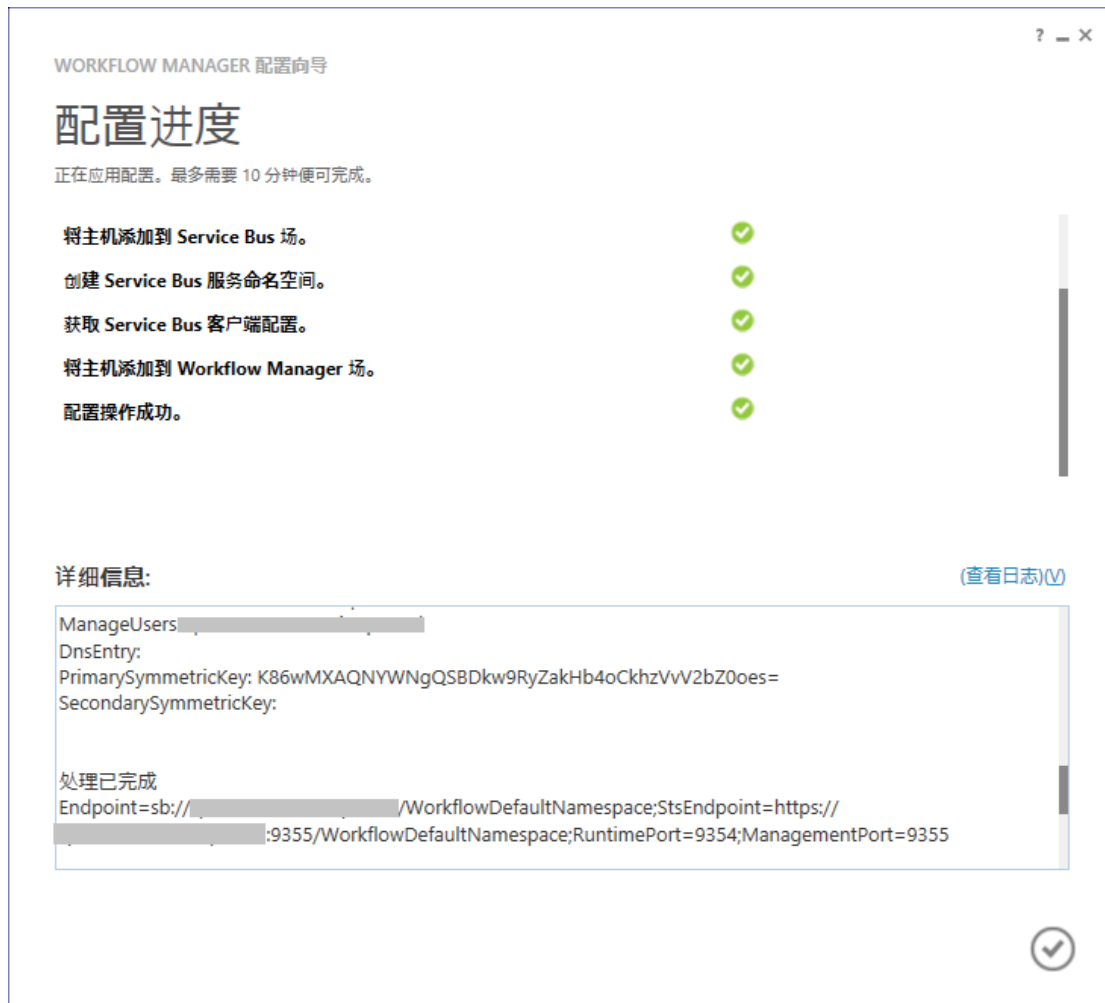 ? _ ×
WORKFLOW MANAGER 配置向导
配置进度
正在应用配置。最多需要 10 分钟便可完成。
将主机添加到 Service Bus 场。
创建 Service Bus 服务命名空间。
获取 Service Bus 客户端配置。
将主机添加到 Workflow Manager 场。
配置操作成功。
详细信息:
(查看日志)(V)
ManageUsers
DnsEntry:
PrimarySymmetricKey: K86wMXAQNYWNgQSBDkw9RyZakHb4oCkhzVvV2bZ0oes=
SecondarySymmetricKey:
处理已完成
Endpoint=sb:// /WorkflowDefaultNamespace;StsEndpoint=https://
:9355/WorkflowDefaultNamespace;RuntimePort=9354;ManagementPort=9355